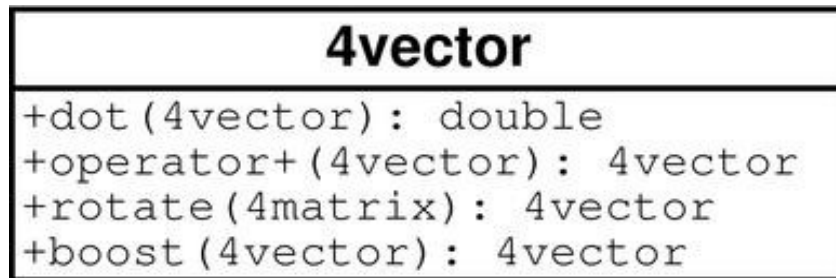 4vector
+dot(4vector): double
+operator+(4vector): 4vector
+rotate(4matrix): 4vector
+boost(4vector): 4vector